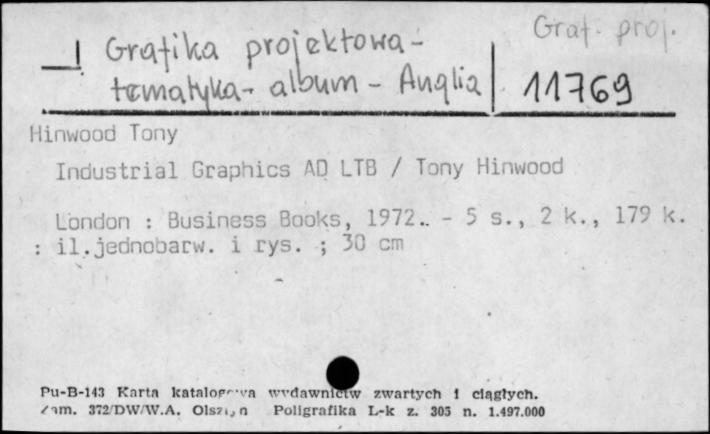 Graf. proj.
Grafika projektowa-
tematyka- album - Anglia
11769
Hinwood Tony
Industrial Graphics AD LTB / Tony Hinwood
London : Business Books, 1972.. - 5 s., 2 k., 179 k.
: il.jednobarw. i rys. ; 30 cm
Pu-B-143 Karta katalogowa wydawnictw zwartych i ciągłych.
Zam. 372/DW/W.A. Olsztyn Poligrafika L-k z. 305 n. 1.497.000